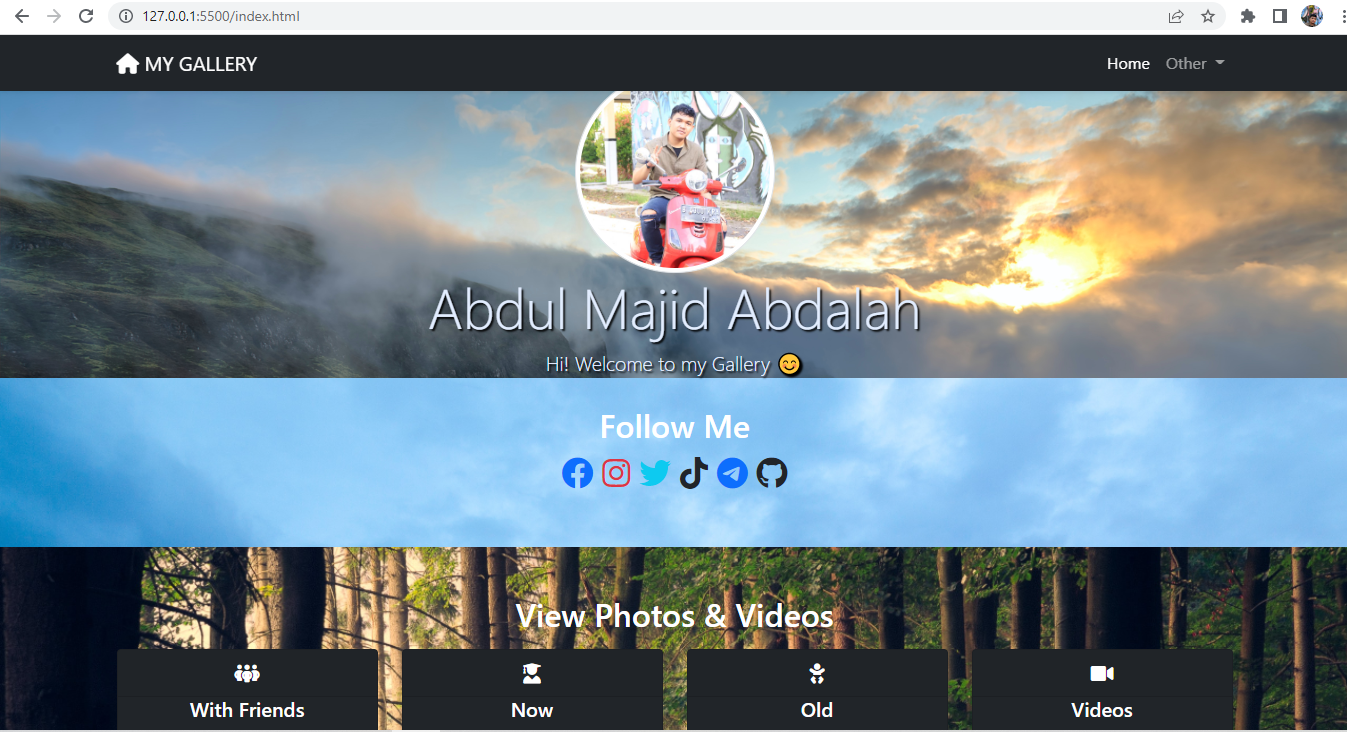 127.0.0.1:5500/index.html
MY GALLERY
Home
Other
Abdul Majid Abdalah
Hi! Welcome to my Gallery 😊
Follow Me
View Photos & Videos
With Friends
Now
Old
Videos